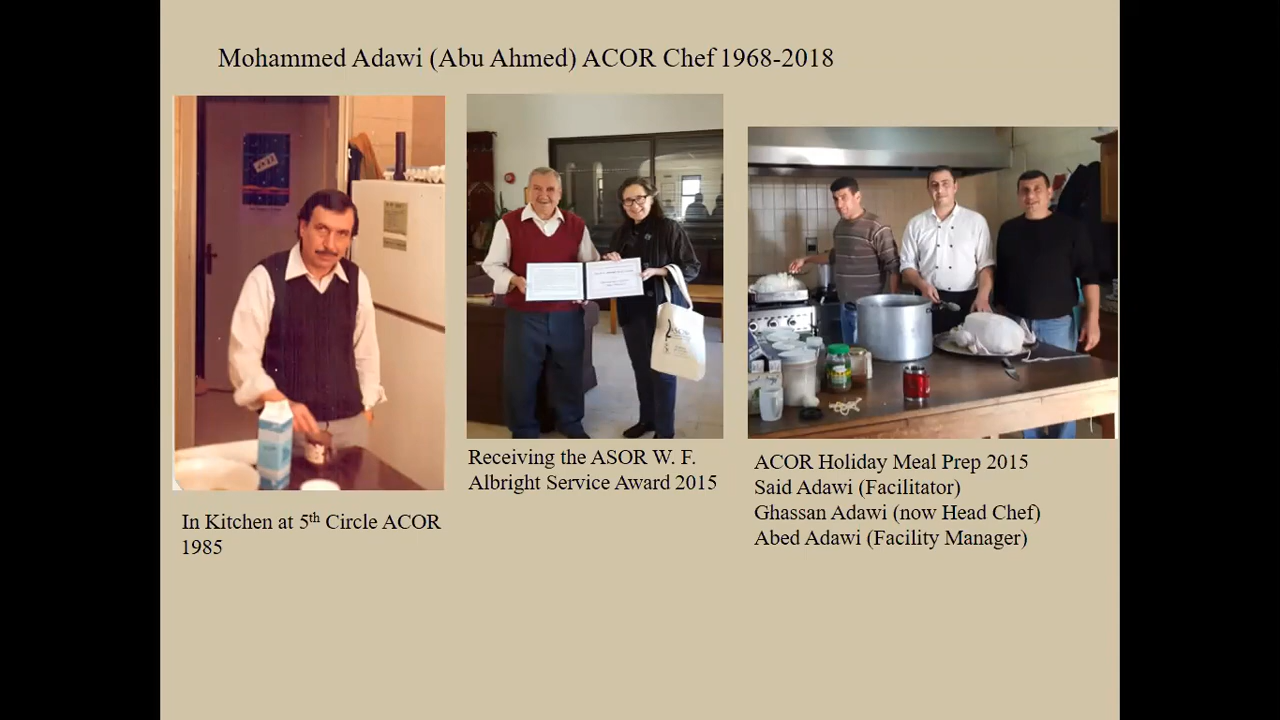 Mohammed Adawi (Abu Ahmed) ACOR Chef 1968-2018
In Kitchen at 5th Circle ACOR
1985
Receiving the ASOR W. F.
Albright Service Award 2015
ACOR Holiday Meal Prep 2015
Said Adawi (Facilitator)
Ghassan Adawi (now Head Chef)
Abed Adawi (Facility Manager)